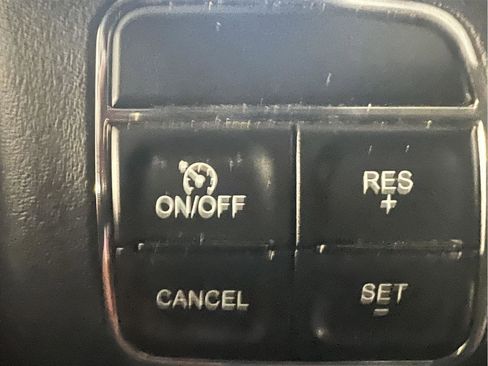 ON/OFF
RES
+
CANCEL
SET
-